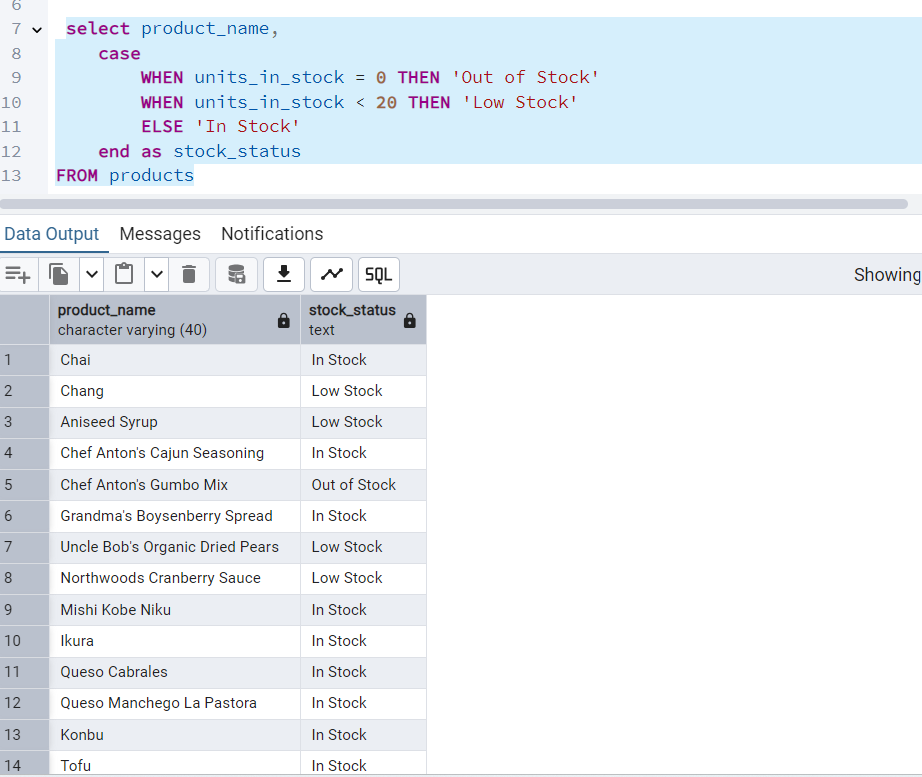 6
7 select product_name,
8 case
9 WHEN units_in_stock = 0 THEN 'Out of Stock'
10 WHEN units_in_stock < 20 THEN 'Low Stock'
11 ELSE 'In Stock'
12 end as stock_status
13 FROM products
Data Output Messages Notifications
SQL Showing
product_name stock_status
character varying (40) text
1 Chai In Stock
2 Chang Low Stock
3 Aniseed Syrup Low Stock
4 Chef Anton's Cajun Seasoning In Stock
5 Chef Anton's Gumbo Mix Out of Stock
6 Grandma's Boysenberry Spread In Stock
7 Uncle Bob's Organic Dried Pears Low Stock
8 Northwoods Cranberry Sauce Low Stock
9 Mishi Kobe Niku In Stock
10 Ikura In Stock
11 Queso Cabrales In Stock
12 Queso Manchego La Pastora In Stock
13 Konbu In Stock
14 Tofu In Stock